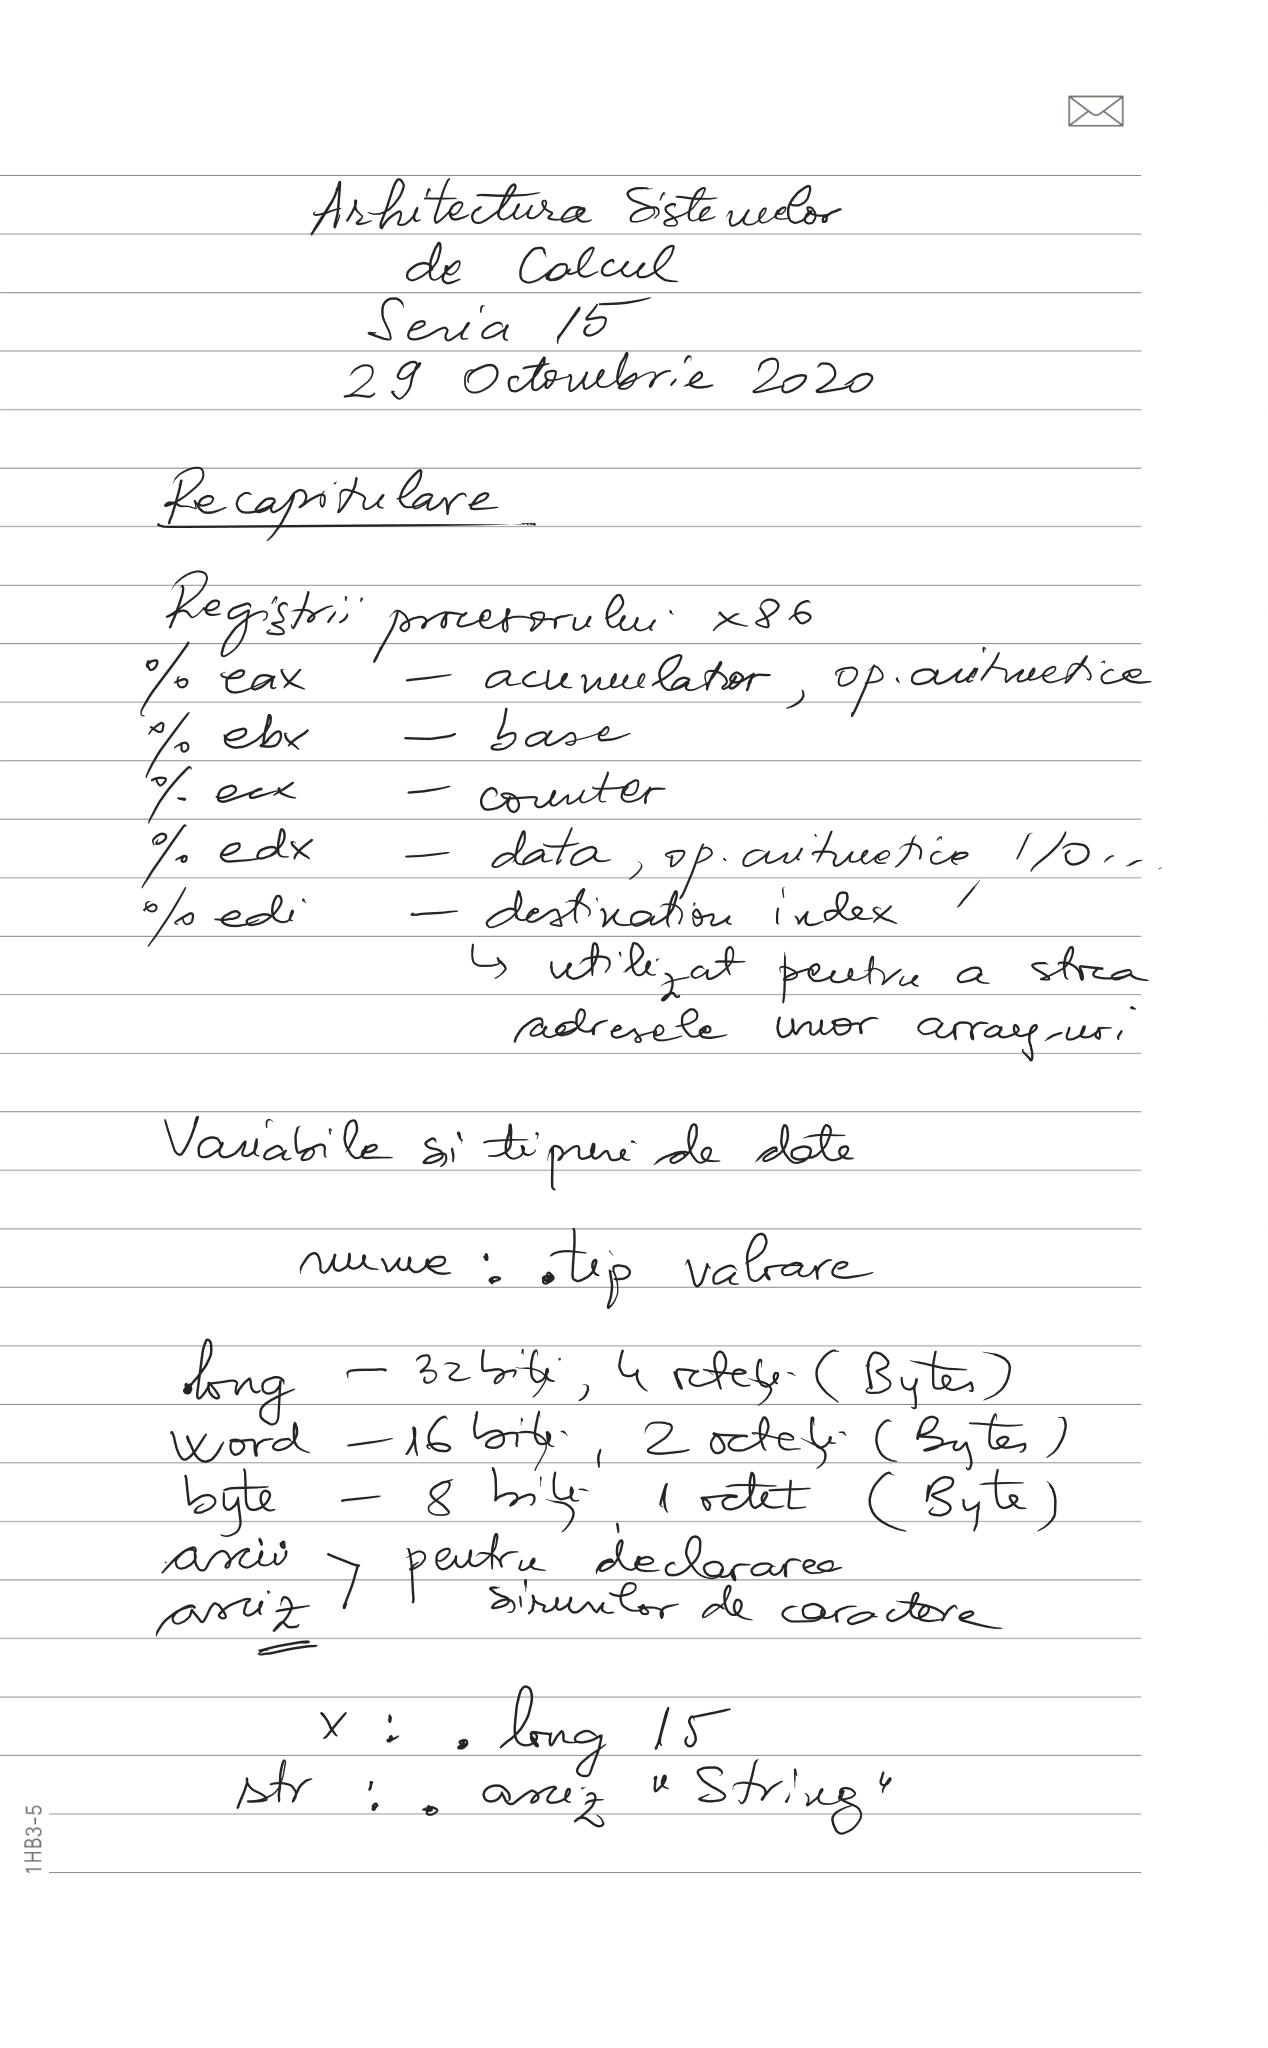 Arhitectura Sistemelor
de Calcul
Seria 15
29 Octombrie 2020
Recapitulare
Regiștrii procesorului x86
% eax — acumulator, op. aritmetice
% ebx — base
% ecx — counter
% edx — data, op. aritmetice, I/O...
% edi — destination index
↳ utilizat pentru a stoca
adresele unor array-uri
Variabile si tipuri de date
nume : .tip valoare
.long — 32 biți, 4 octeți (Bytes)
word — 16 biți, 2 octeți (Bytes)
byte — 8 biți, 1 octet (Byte)
ascii > pentru declararea
asciz sirurilor de caractere
x : . long 15
str : . asciz "String"
1HB3-5